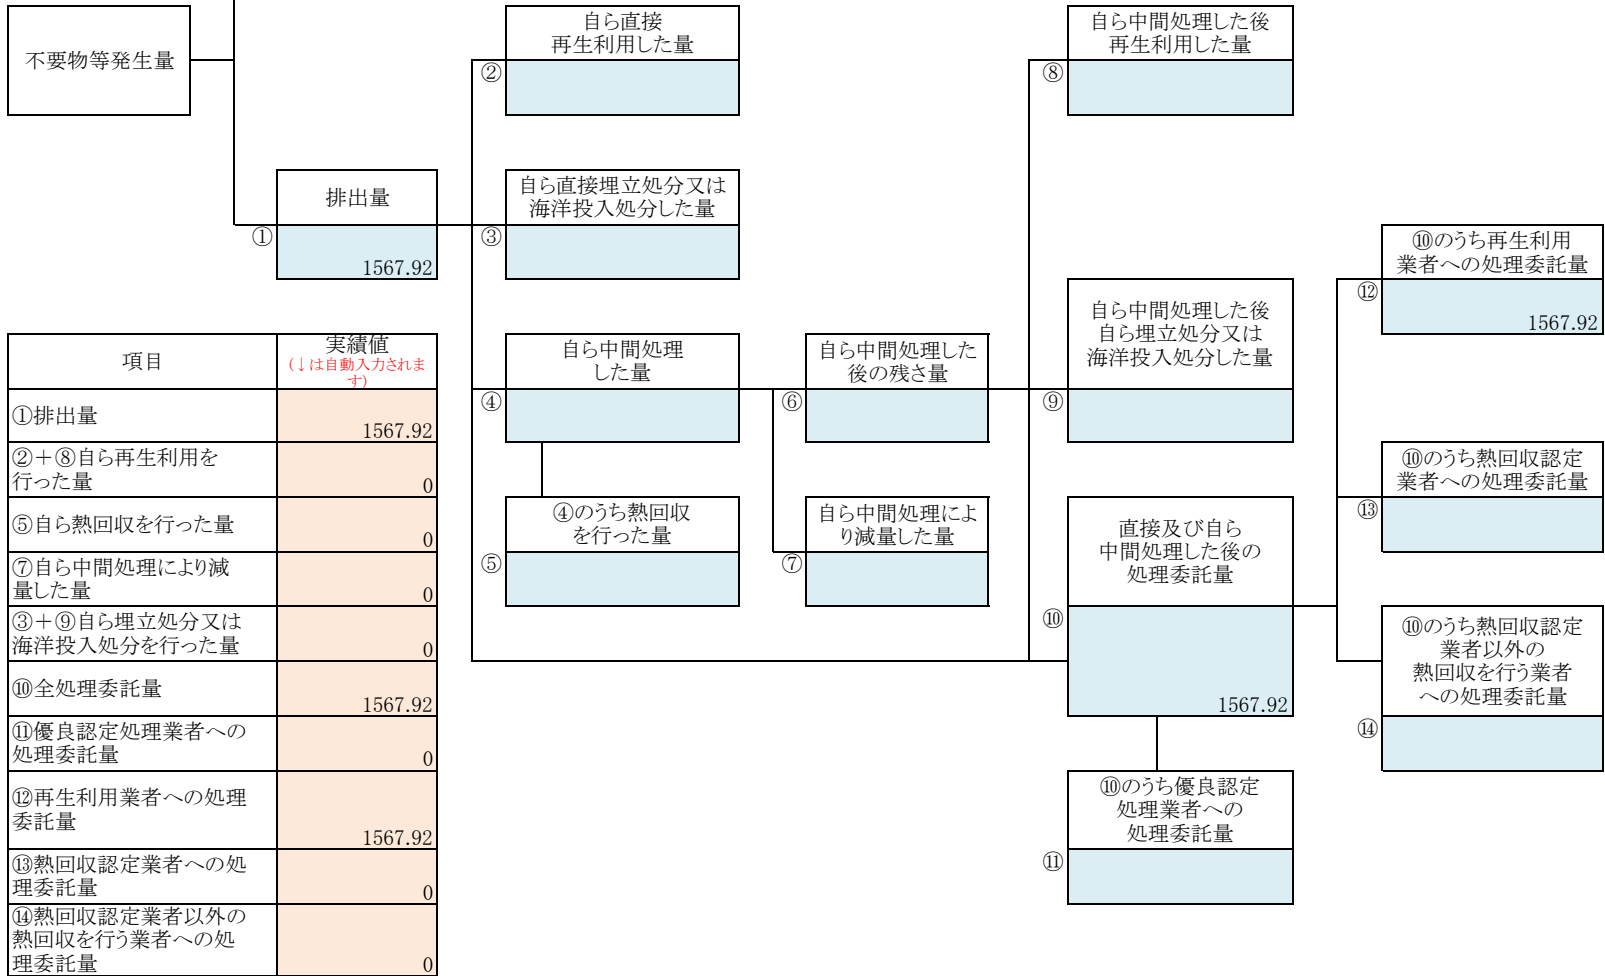 不要物等発生量
自ら直接
再生利用した量
②
自ら中間処理した後
再生利用した量
⑧
排出量
①
1567.92
自ら直接埋立処分又は
海洋投入処分した量
③
⑩のうち再生利用
業者への処理委託量
⑫
1567.92
自ら中間処理
した量
④
自ら中間処理した
後の残さ量
⑥
自ら中間処理した後
自ら埋立処分又は
海洋投入処分した量
⑨
⑩のうち熱回収認定
業者への処理委託量
⑬
④のうち熱回収
を行った量
⑤
自ら中間処理によ
り減量した量
⑦
直接及び自ら
中間処理した後の
処理委託量
⑩
1567.92
⑩のうち熱回収認定
業者以外の
熱回収を行う業者
への処理委託量
⑭
⑩のうち優良認定
処理業者への
処理委託量
⑪
項目
実績値
(↓は自動入力されま
す)
①排出量
1567.92
②＋⑧自ら再生利用を
行った量
0
⑤自ら熱回収を行った量
0
⑦自ら中間処理により減
量した量
0
③＋⑨自ら埋立処分又は
海洋投入処分を行った量
0
⑩全処理委託量
1567.92
⑪優良認定処理業者への
処理委託量
0
⑫再生利用業者への処理
委託量
1567.92
⑬熱回収認定業者への処
理委託量
0
⑭熱回収認定業者以外の
熱回収を行う業者への処
理委託量
0